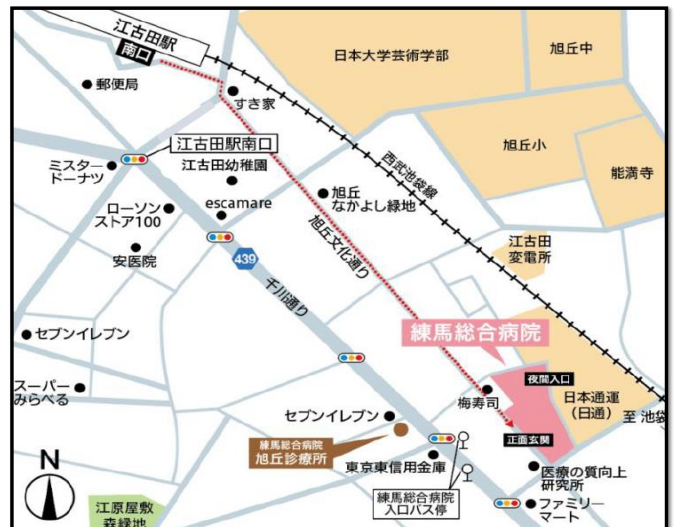 江古田駅
南口
郵便局
すき家
日本大学芸術学部
旭丘中
ミスター
ドーナツ
江古田駅南口
江古田幼稚園
旭丘小
能満寺
西武池袋線
ローソン
ストア100
escamare
旭丘
なかよし緑地
安医院
439
千川通り
旭丘文化通り
江古田
変電所
セブンイレブン
練馬総合病院
スーパー
みらべる
夜間入口
梅寿司
日本通運
(日通)
至 池袋
セブンイレブン
正面玄関
練馬総合病院
旭丘診療所
東京東信用金庫
医療の質向上
研究所
N
練馬総合病院
入口バス停
ファミリー
マート
江原屋敷
森緑地